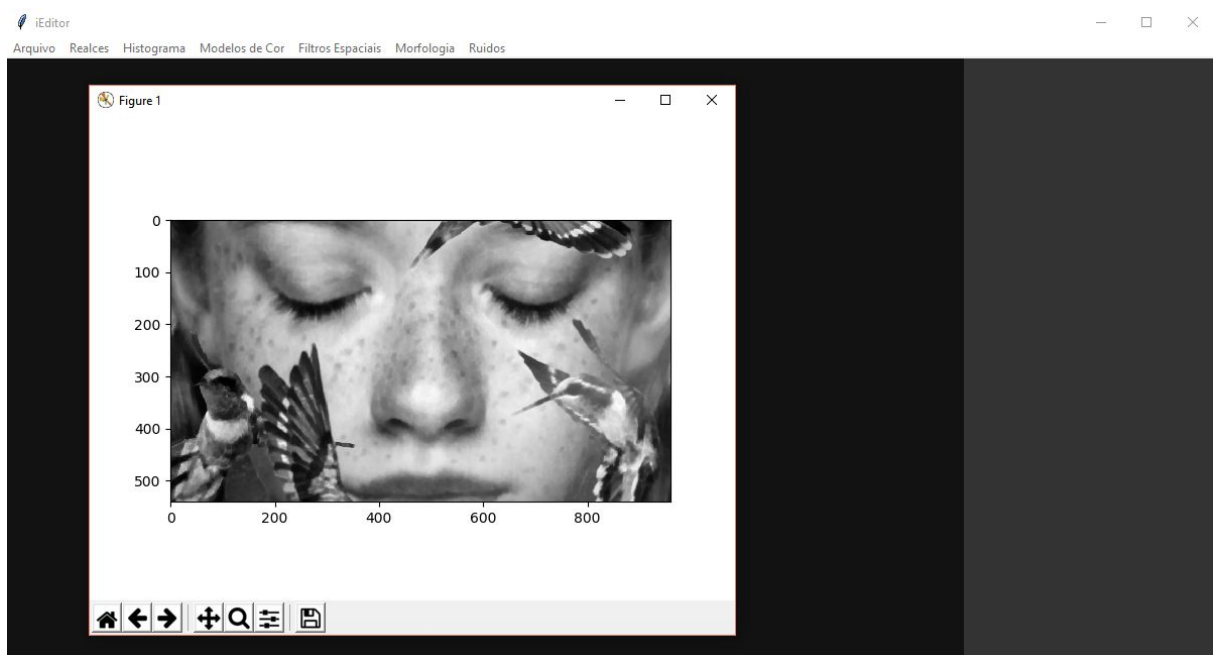 iEditor
Arquivo Realces Histograma Modelos de Cor Filtros Espaciais Morfologia Ruidos
Figure 1
0
100
200
300
400
500
0 200 400 600 800